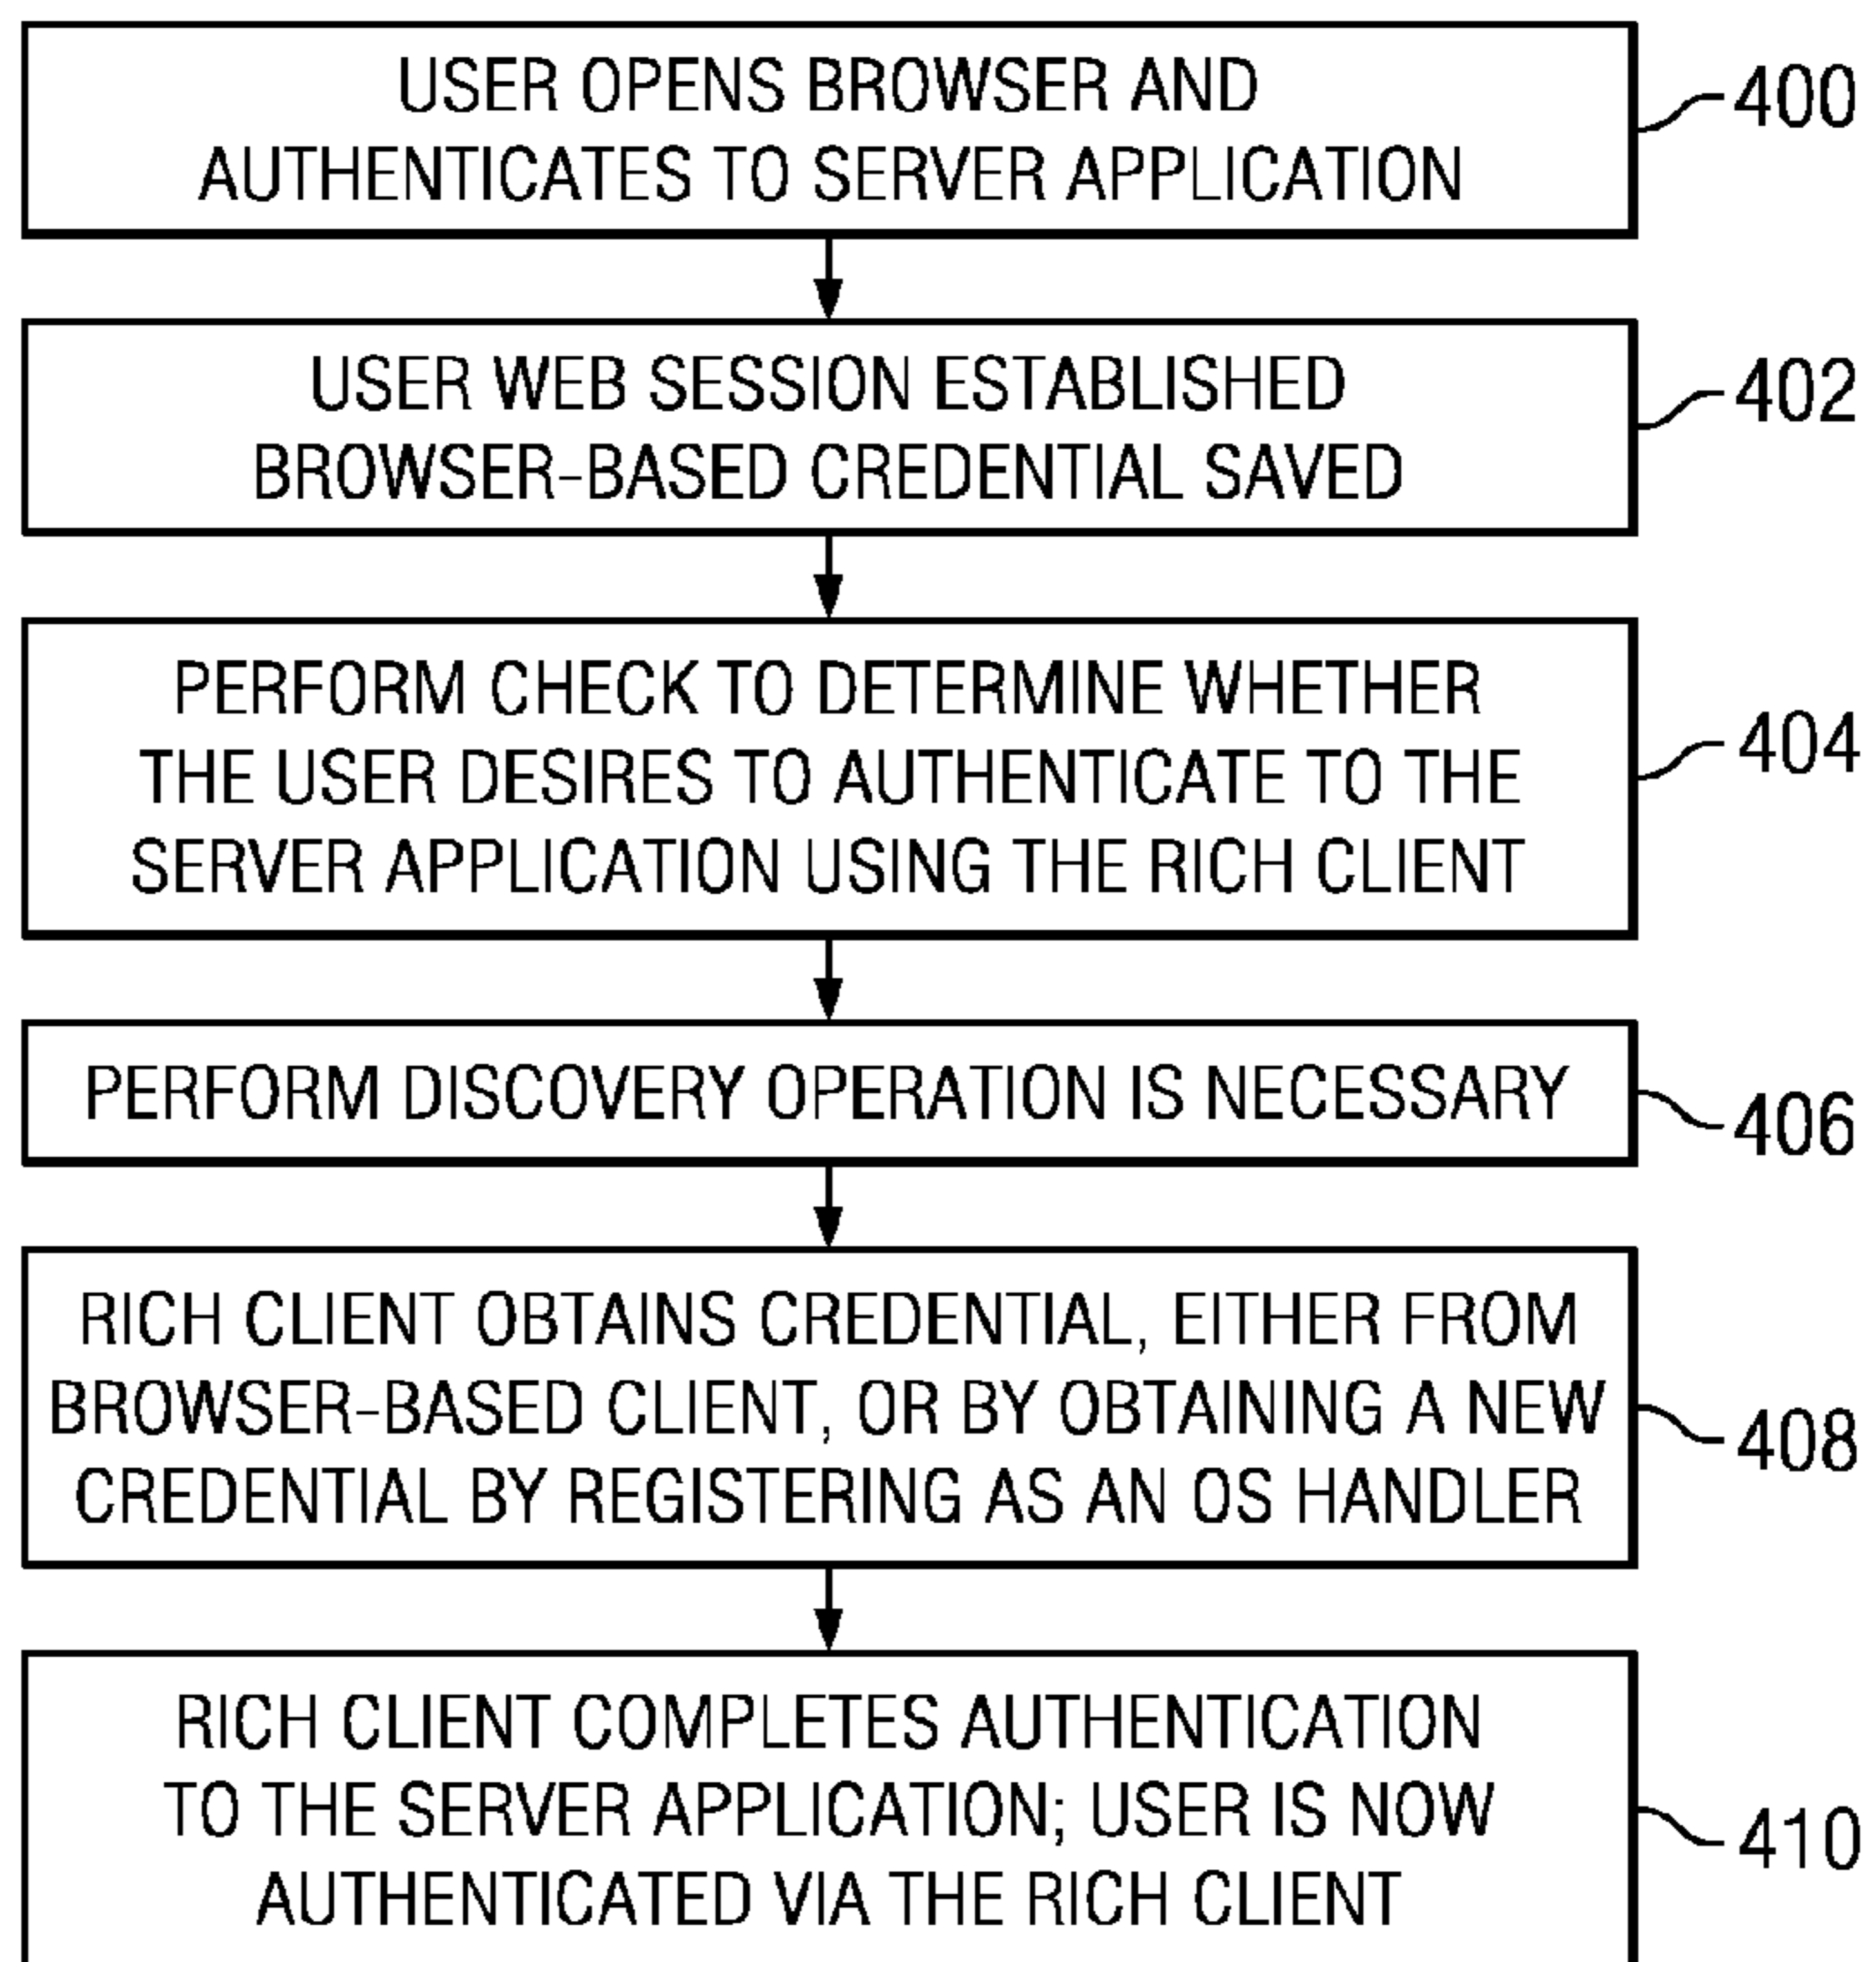 USER OPENS BROWSER AND
AUTHENTICATES TO SERVER APPLICATION
400
USER WEB SESSION ESTABLISHED
BROWSER-BASED CREDENTIAL SAVED
402
PERFORM CHECK TO DETERMINE WHETHER
THE USER DESIRES TO AUTHENTICATE TO THE
SERVER APPLICATION USING THE RICH CLIENT
404
PERFORM DISCOVERY OPERATION IS NECESSARY
406
RICH CLIENT OBTAINS CREDENTIAL, EITHER FROM
BROWSER-BASED CLIENT, OR BY OBTAINING A NEW
CREDENTIAL BY REGISTERING AS AN OS HANDLER
408
RICH CLIENT COMPLETES AUTHENTICATION
TO THE SERVER APPLICATION; USER IS NOW
AUTHENTICATED VIA THE RICH CLIENT
410